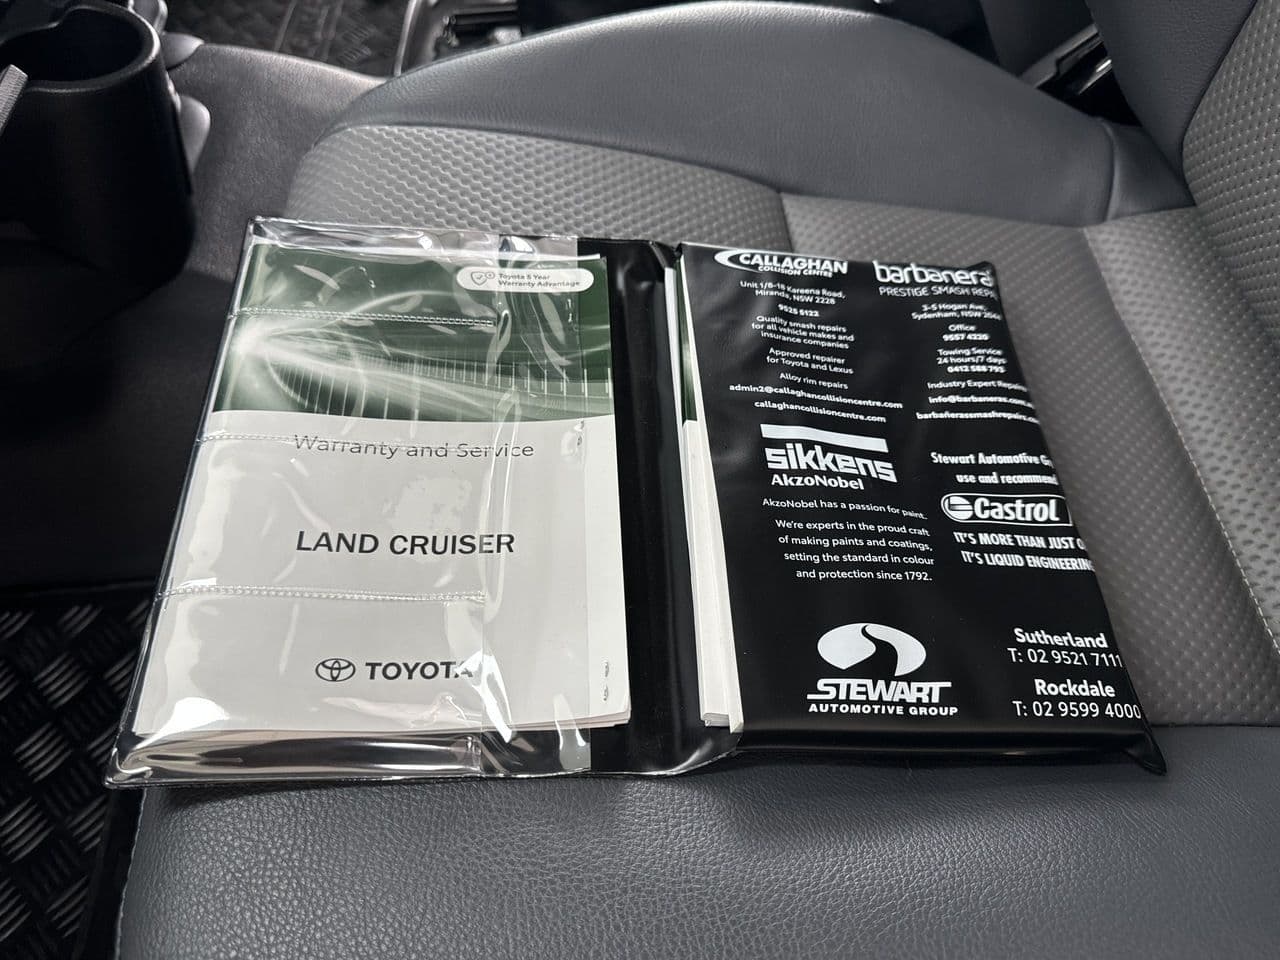 Toyota 5 Year
Warranty Advantage
Warranty and Service
LAND CRUISER
TOYOTA
CALLAGHAN
COLLISION CENTRE
Unit 1/8-18 Kareena Road,
Miranda, NSW 2228
9525 5122
Quality smash repairs
for all vehicle makes and
insurance companies
Approved repairer
for Toyota and Lexus
Alloy rim repairs
admin2@callaghancollisioncentre.com
callaghancollisioncentre.com
sikkens
AkzoNobel
AkzoNobel has a passion for paint.
We're experts in the proud craft
of making paints and coatings,
setting the standard in colour
and protection since 1792.
STEWART
AUTOMOTIVE GROUP
barbanera
PRESTIGE SMASH REPA
3-5 Hogan Ave,
Sydenham, NSW 2044
Office
9557 4220
Towing Service
24 hours/7 days
0412 588 793
Industry Expert Repaire
info@barbaneras.com
barbanerassmashrepairs.c
Stewart Automotive G
use and recommend
Castrol
IT'S MORE THAN JUST O
IT'S LIQUID ENGINEERIN
Sutherland
T: 02 9521 7111
Rockdale
T: 02 9599 4000